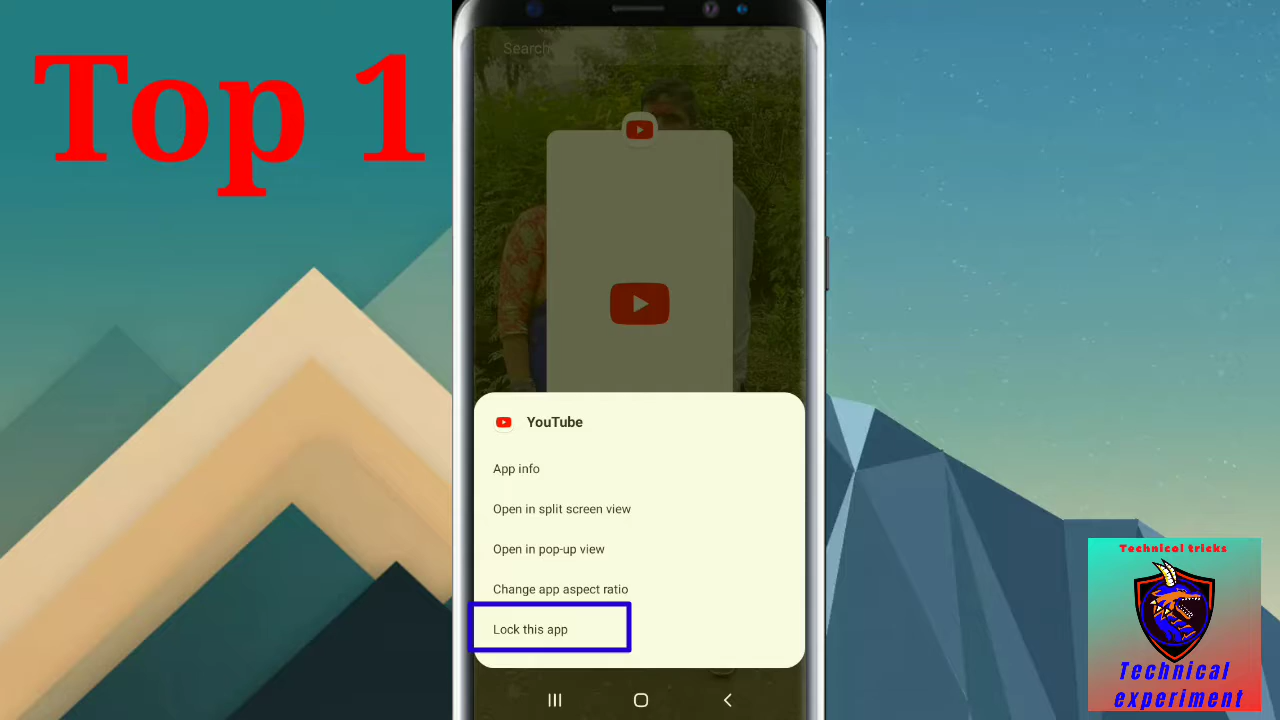 Top 1
Search
YouTube
App info
Open in split screen view
Open in pop-up view
Change app aspect ratio
Lock this app
Technical tricks
Technical
experiment